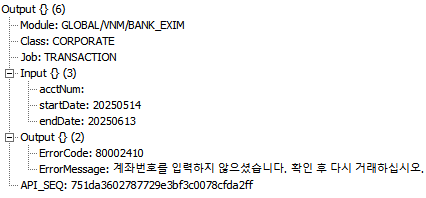 Output {} (6)
Module: GLOBAL/VNM/BANK_EXIM
Class: CORPORATE
Job: TRANSACTION
Input {} (3)
acctNum:
startDate: 20250514
endDate: 20250613
Output {} (2)
ErrorCode: 80002410
ErrorMessage: 계좌번호를 입력하지 않으셨습니다. 확인 후 다시 거래하십시오.
API_SEQ: 751da3602787729e3bf3c0078cfda2ff